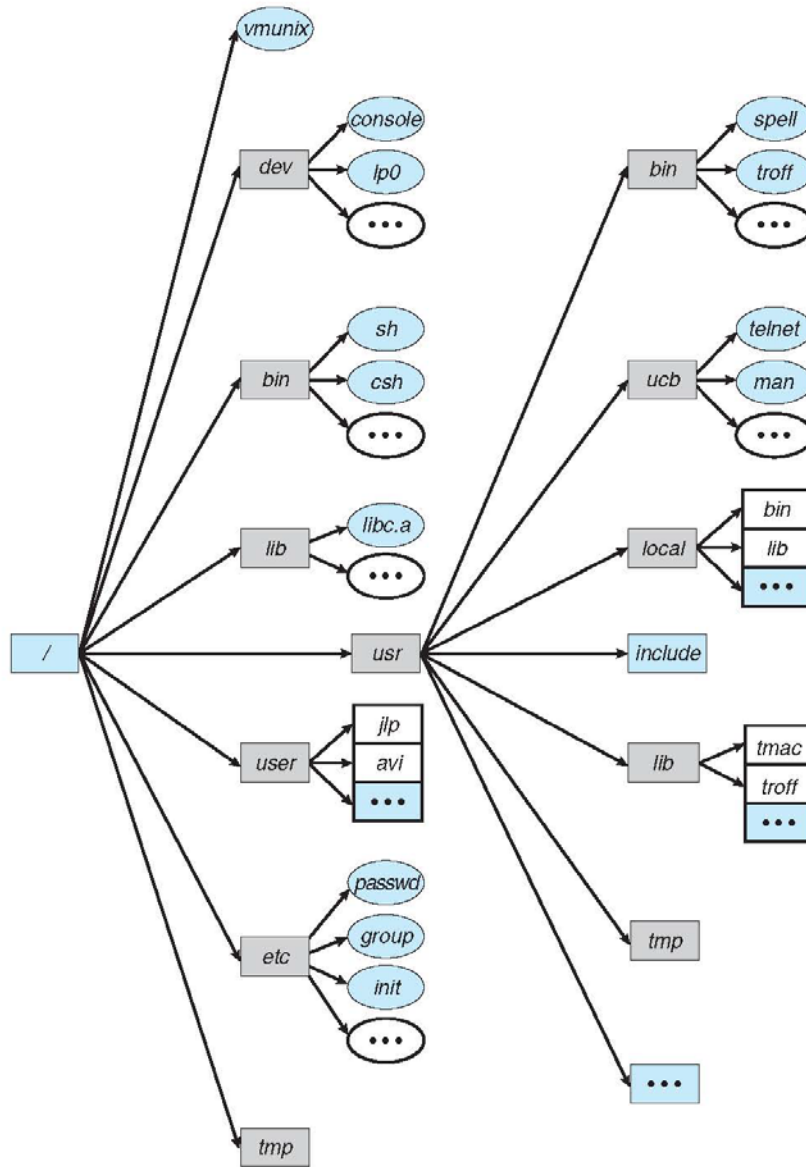 vmunix
console
dev
lp0
•••
sh
bin
csh
•••
libc.a
lib
•••
/
usr
jlp
user
avi
•••
passwd
group
etc
init
•••
tmp
spell
bin
troff
•••
telnet
ucb
man
•••
bin
local
lib
•••
include
tmac
lib
troff
•••
tmp
•••